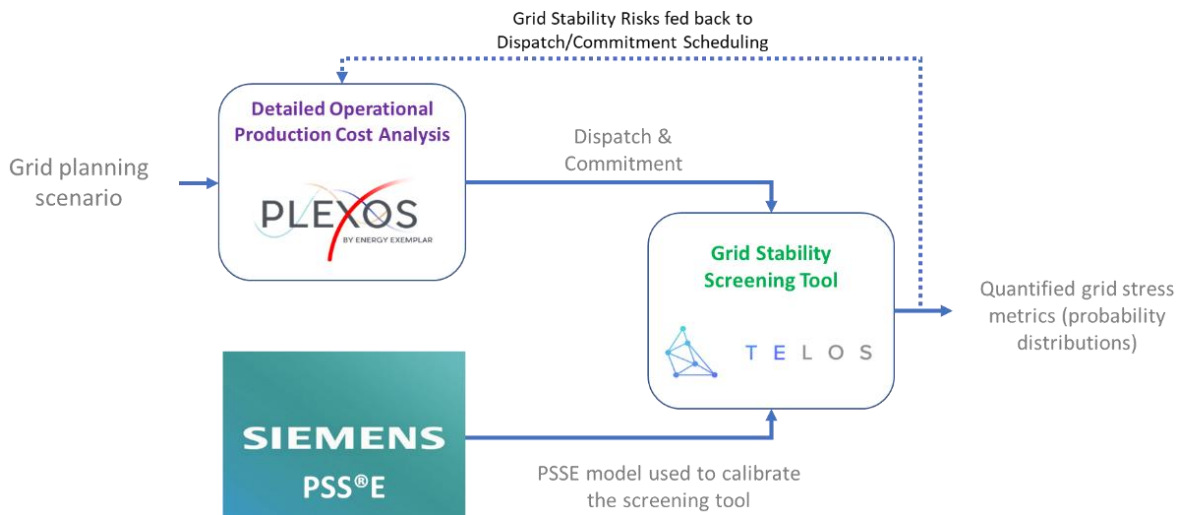 Grid Stability Risks fed back to
Dispatch/Commitment Scheduling
Detailed Operational
Production Cost Analysis
PLEXOS
BY ENERGY EXEMPLAR
Grid planning
scenario
Dispatch &
Commitment
Grid Stability
Screening Tool
TELOS
Quantified grid stress
metrics (probability
distributions)
SIEMENS
PSS®E
PSSE model used to calibrate
the screening tool